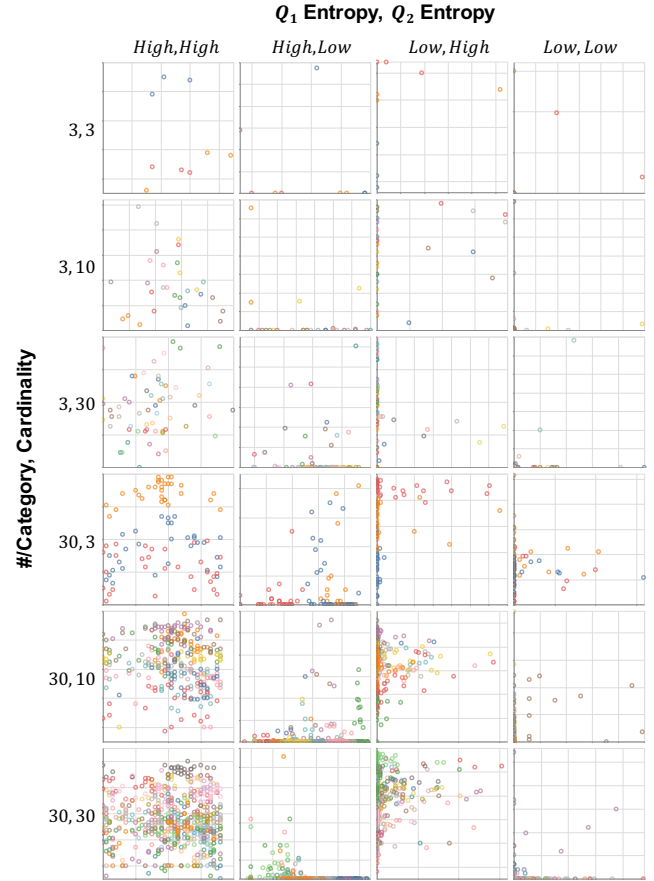 Q₁ Entropy, Q₂ Entropy
High,High High,Low Low,High Low,Low
#/Category, Cardinality
3,3
3,10
3,30
30,3
30,10
30,30